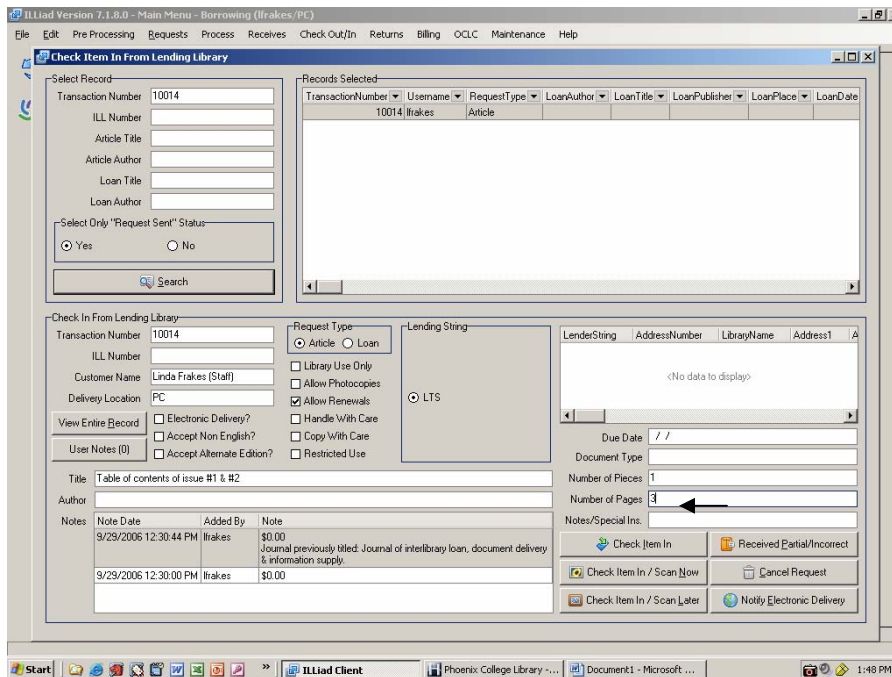 ILLiad Version 7.1.8.0 - Main Menu - Borrowing (lfrakes/PC)
File Edit Pre Processing Requests Process Receives Check Out/In Returns Billing OCLC Maintenance Help
Check Item In From Lending Library
Select Record
Transaction Number 10014
ILL Number
Article Title
Article Author
Loan Title
Loan Author
Select Only "Request Sent" Status
Yes No
Search
Records Selected
TransactionNumber Username RequestType LoanAuthor LoanTitle LoanPublisher LoanPlace LoanDate
10014 lfrakes Article
Check In From Lending Library
Transaction Number 10014
ILL Number
Customer Name Linda Frakes (Staff)
Delivery Location PC
View Entire Record
User Notes (0)
Electronic Delivery?
Accept Non English?
Accept Alternate Edition?
Request Type
Article Loan
Library Use Only
Allow Photocopies
Allow Renewals
Handle With Care
Copy With Care
Restricted Use
Lending String
LTS
LenderString AddressNumber LibraryName Address1 A
<No data to display>
Due Date / /
Document Type
Number of Pieces 1
Number of Pages 3
Notes/Special Ins.
Title Table of contents of issue #1 & #2
Author
Notes Note Date Added By Note
9/29/2006 12:30:44 PM lfrakes $0.00
Journal previously titled: Journal of interlibrary loan, document delivery
& information supply.
9/29/2006 12:30:00 PM lfrakes $0.00
Check Item In Received Partial/Incorrect
Check Item In / Scan Now Cancel Request
Check Item In / Scan Later Notify Electronic Delivery
Start » ILLiad Client Phoenix College Library -... Document1 - Microsoft ... 1:48 PM